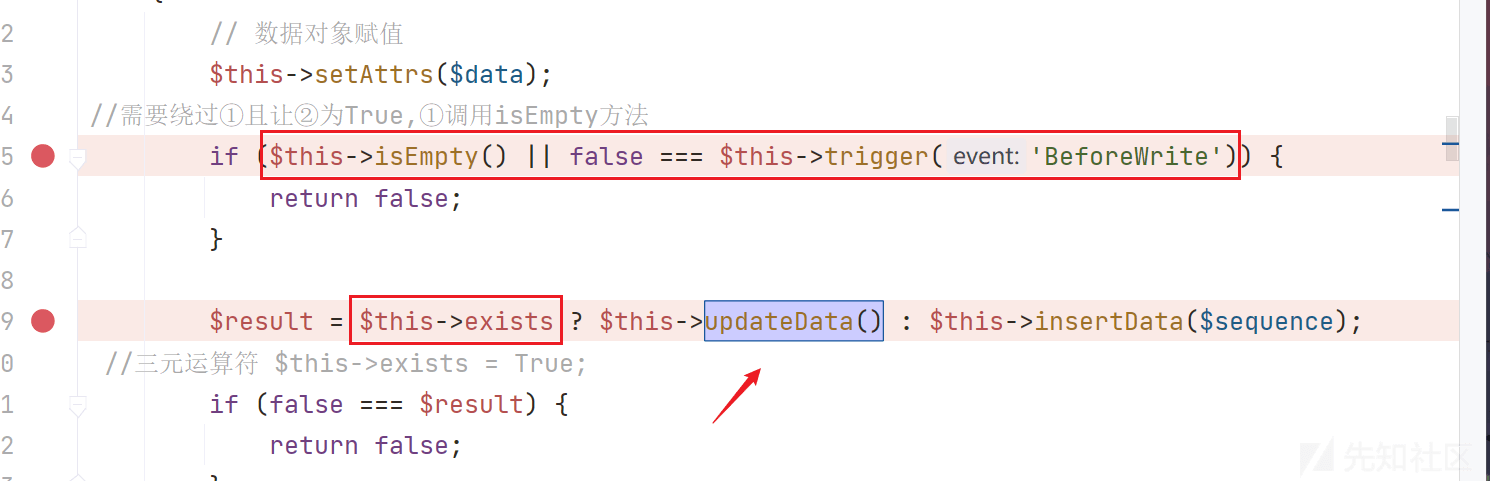 {
2 // 数据对象赋值
3 $this->setAttrs($data);
4 //需要绕过①且让②为True,①调用isEmpty方法
5 if ($this->isEmpty() || false === $this->trigger( event: 'BeforeWrite')) {
6 return false;
7 }
8
9 $result = $this->exists ? $this->updateData() : $this->insertData($sequence);
0 //三元运算符 $this->exists = True;
1 if (false === $result) {
2 return false;
}
先知社区